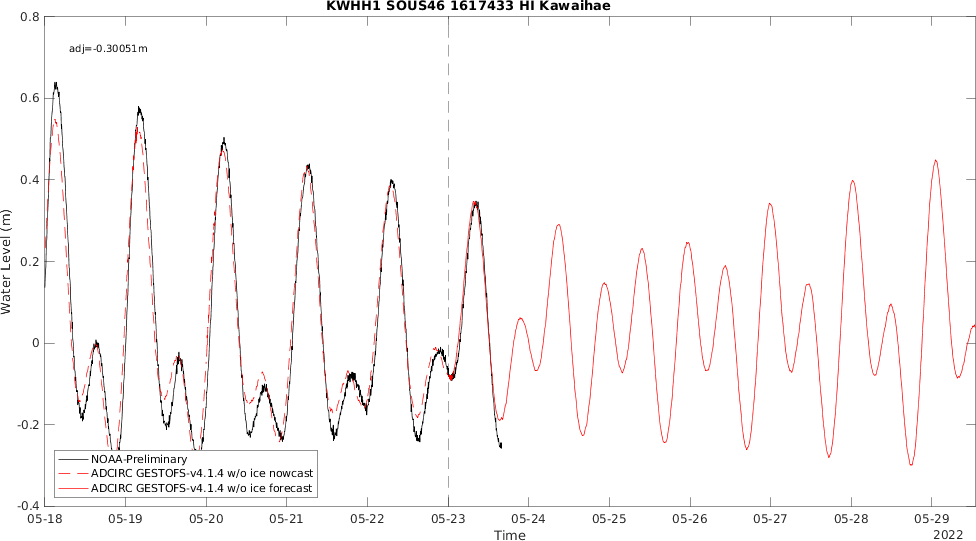 KWHH1 SOUS46 1617433 HI Kawaihae
adj=-0.30051m
0.8
0.6
0.4
0.2
0
-0.2
-0.4
Water Level (m)
NOAA-Preliminary
ADCIRC GESTOFS-v4.1.4 w/o ice nowcast
ADCIRC GESTOFS-v4.1.4 w/o ice forecast
05-18 05-19 05-20 05-21 05-22 05-23 05-24 05-25 05-26 05-27 05-28 05-29
Time
2022